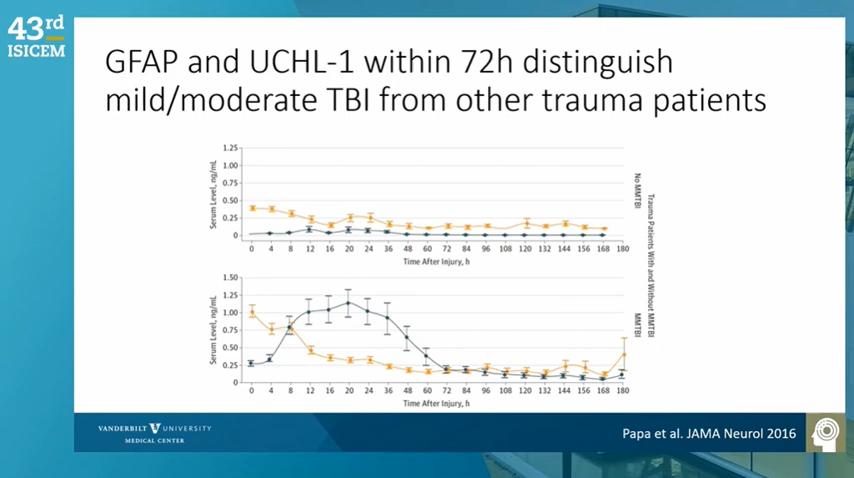 43rd
ISICEM
GFAP and UCHL-1 within 72h distinguish
mild/moderate TBI from other trauma patients
Serum Level, ng/mL
1.25
1.00
0.75
0.50
0.25
0
0 4 8 12 16 20 24 36 48 60 72 84 96 108 120 132 144 156 168 180
Time After Injury, h
No MMTBI
Serum Level, ng/mL
1.50
1.25
1.00
0.75
0.50
0.25
0
0 4 8 12 16 20 24 36 48 60 72 84 96 108 120 132 144 156 168 180
Time After Injury, h
MMTBI
Trauma Patients With and Without MMTBI
VANDERBILT V UNIVERSITY
MEDICAL CENTER
Papa et al. JAMA Neurol 2016